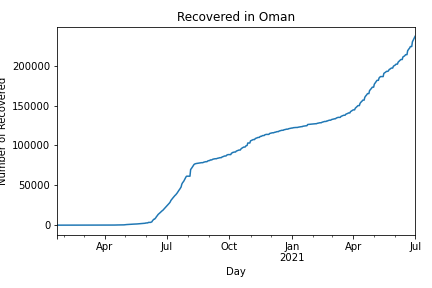 Recovered in Oman
Number of Recovered
200000
150000
100000
50000
0
Apr
Jul
Oct
Jan
2021
Apr
Jul
Day